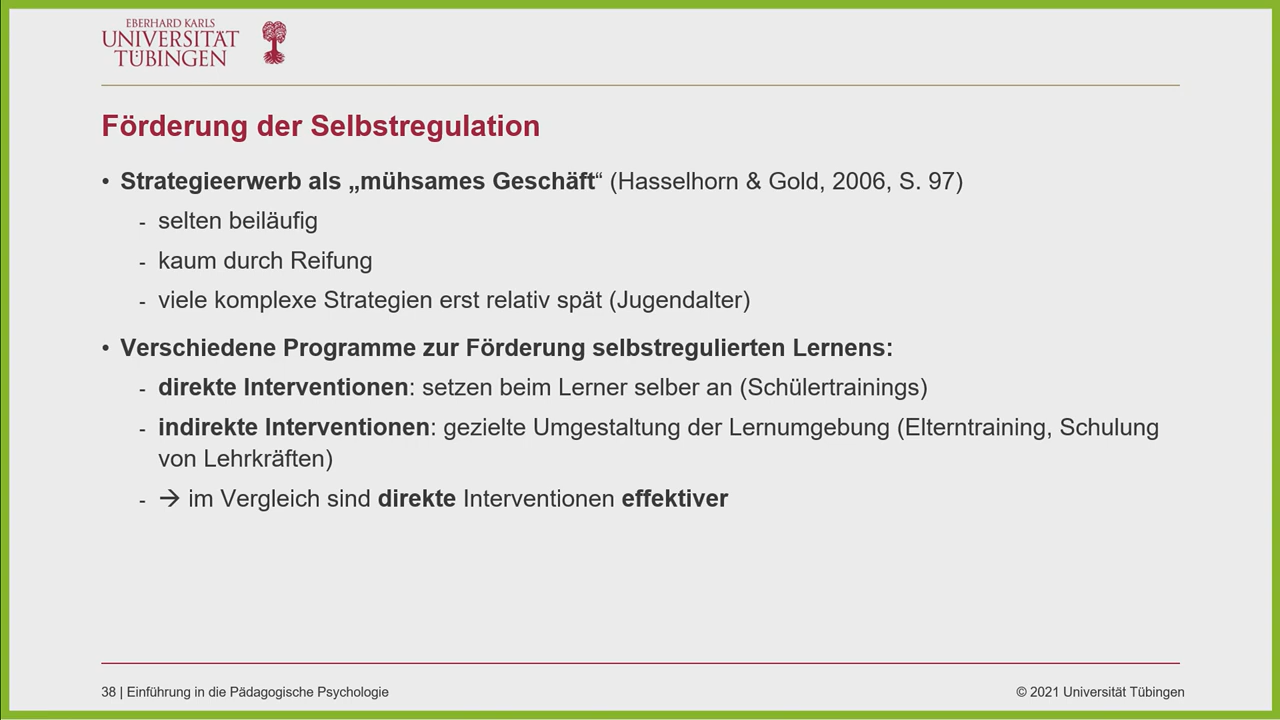 EBERHARD KARLS
UNIVERSITÄT
TÜBINGEN
Förderung der Selbstregulation
• Strategieerwerb als „mühsames Geschäft“ (Hasselhorn & Gold, 2006, S. 97)
- selten beiläufig
- kaum durch Reifung
- viele komplexe Strategien erst relativ spät (Jugendalter)
• Verschiedene Programme zur Förderung selbstregulierten Lernens:
- direkte Interventionen: setzen beim Lerner selber an (Schülertrainings)
- indirekte Interventionen: gezielte Umgestaltung der Lernumgebung (Elterntraining, Schulung
von Lehrkräften)
- → im Vergleich sind direkte Interventionen effektiver
38 | Einführung in die Pädagogische Psychologie
© 2021 Universität Tübingen